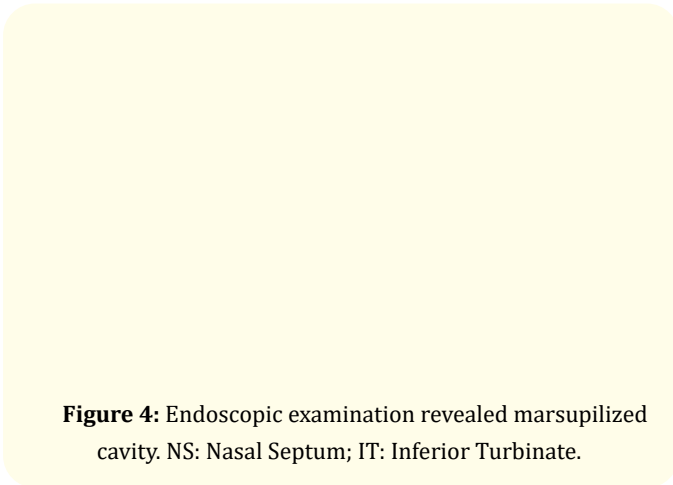 Figure 4: Endoscopic examination revealed marsupilized
cavity. NS: Nasal Septum; IT: Inferior Turbinate.